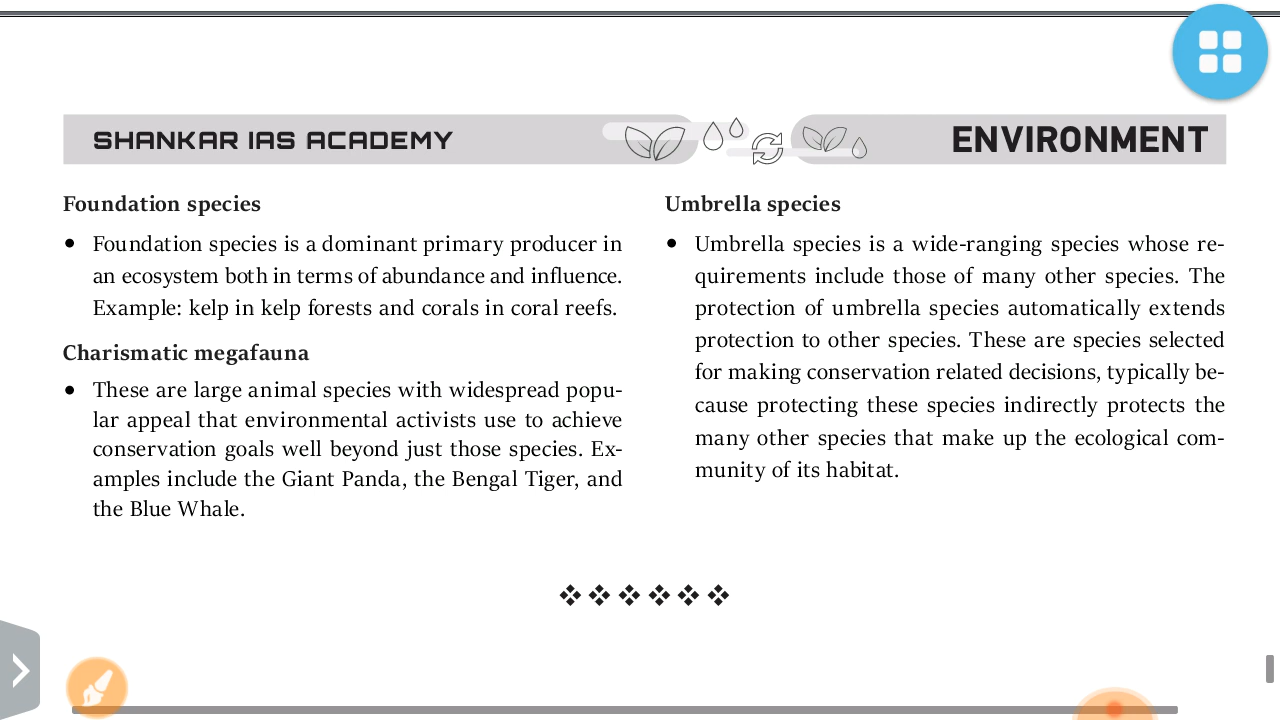 SHANKAR IAS ACADEMY
ENVIRONMENT
Foundation species
• Foundation species is a dominant primary producer in
an ecosystem both in terms of abundance and influence.
Example: kelp in kelp forests and corals in coral reefs.
Charismatic megafauna
• These are large animal species with widespread popu-
lar appeal that environmental activists use to achieve
conservation goals well beyond just those species. Ex-
amples include the Giant Panda, the Bengal Tiger, and
the Blue Whale.
Umbrella species
• Umbrella species is a wide-ranging species whose re-
quirements include those of many other species. The
protection of umbrella species automatically extends
protection to other species. These are species selected
for making conservation related decisions, typically be-
cause protecting these species indirectly protects the
many other species that make up the ecological com-
munity of its habitat.